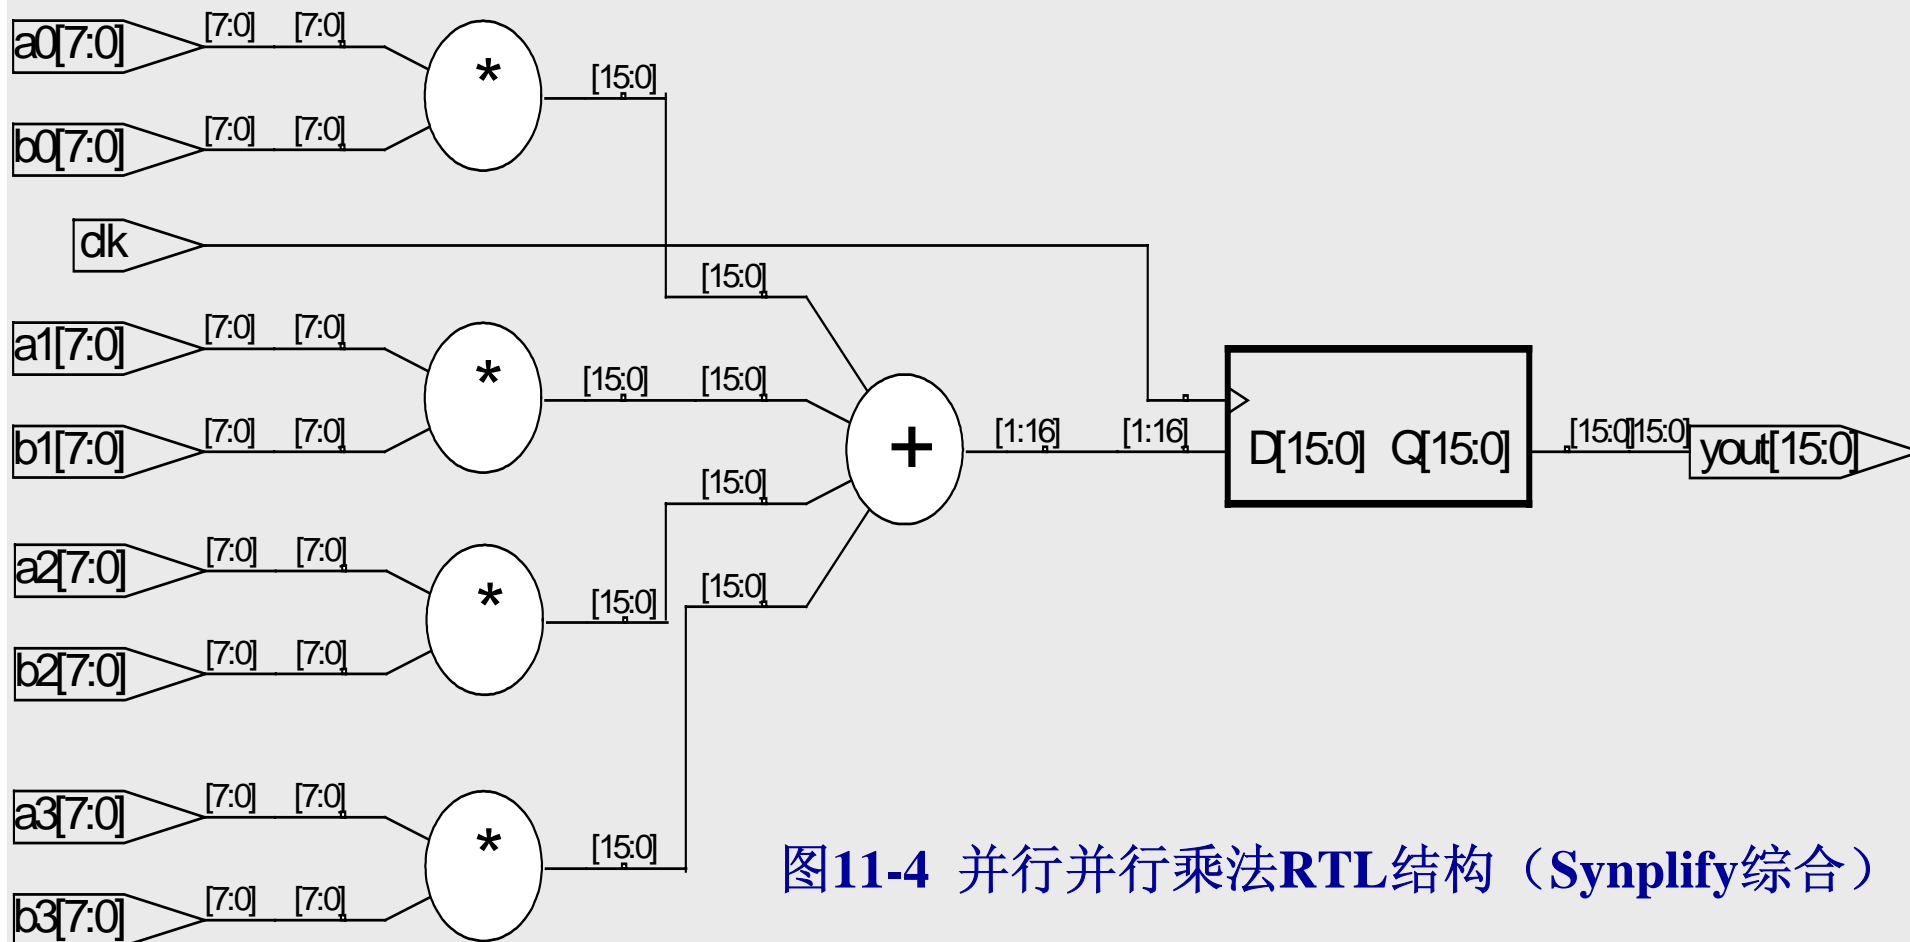 a0[7:0] [7:0] [7:0] *
[15:0]
b0[7:0] [7:0] [7:0]
clk
[15:0]
a1[7:0] [7:0] [7:0] *
[15:0] [15:0]
b1[7:0] [7:0] [7:0]
+ [1:16] [1:16] D[15:0] Q[15:0] [15:0] [15:0] yout[15:0]
[15:0]
a2[7:0] [7:0] [7:0] *
[15:0] [15:0]
b2[7:0] [7:0] [7:0]
a3[7:0] [7:0] [7:0] *
[15:0]
图11-4 并行并行乘法RTL结构（Synplify综合）
b3[7:0] [7:0] [7:0]